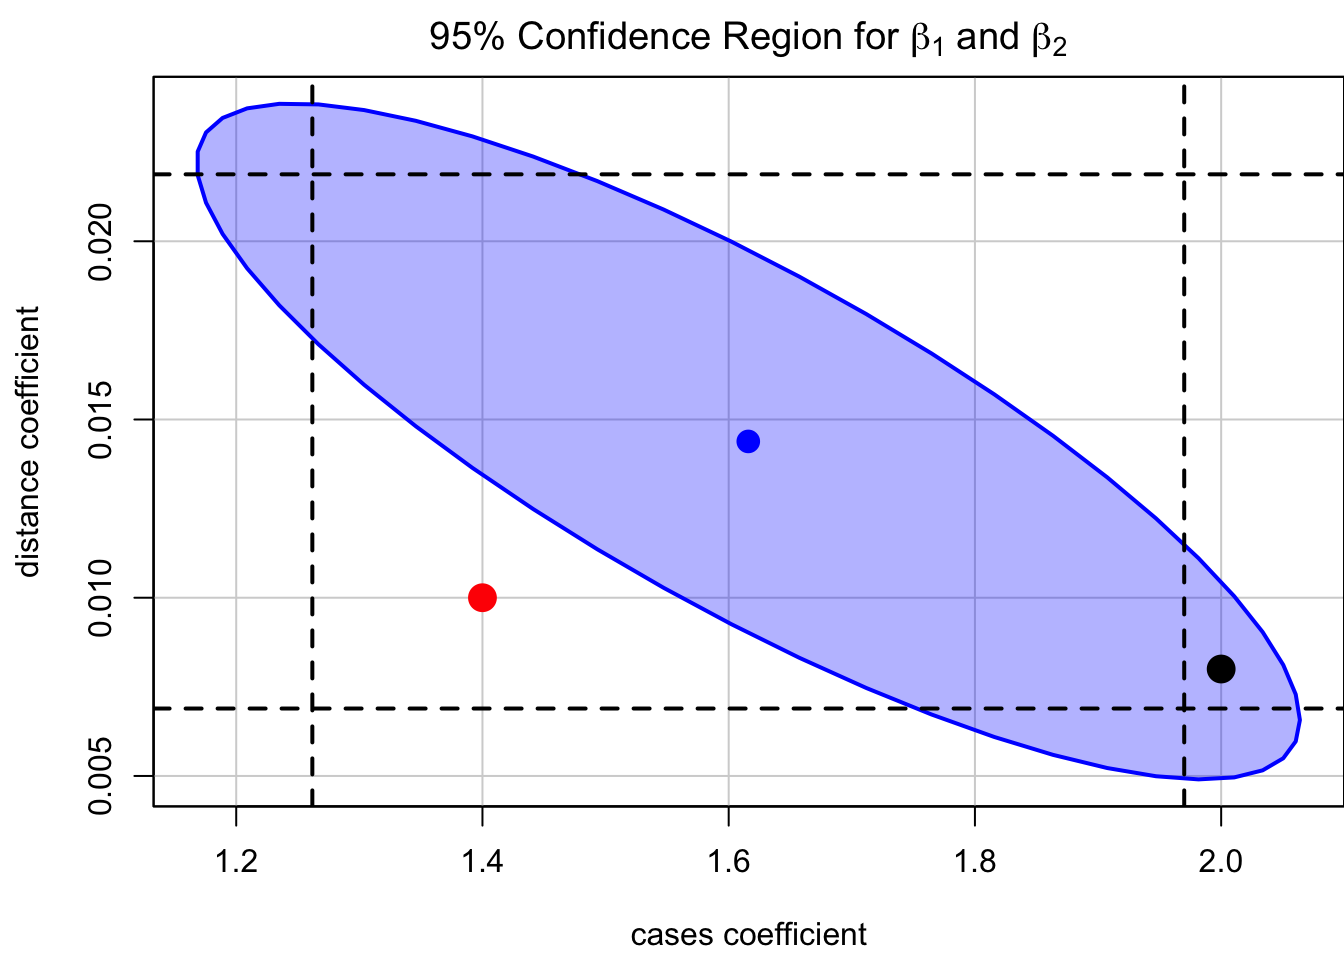 95% Confidence Region for β₁ and β₂
distance coefficient
0.020
0.015
0.010
0.005
1.2 1.4 1.6 1.8 2.0
cases coefficient